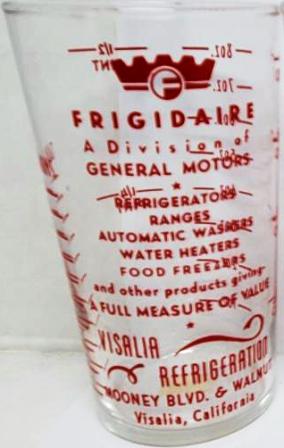 FRIGIDAIRE
A Division of
GENERAL MOTORS
REFRIGERATORS
RANGES
AUTOMATIC WASHERS
WATER HEATERS
FOOD FREEZERS
and other products giving
A FULL MEASURE OF VALUE
VISALIA
REFRIGERATION
MOONEY BLVD. & WALNUT
Visalia, California